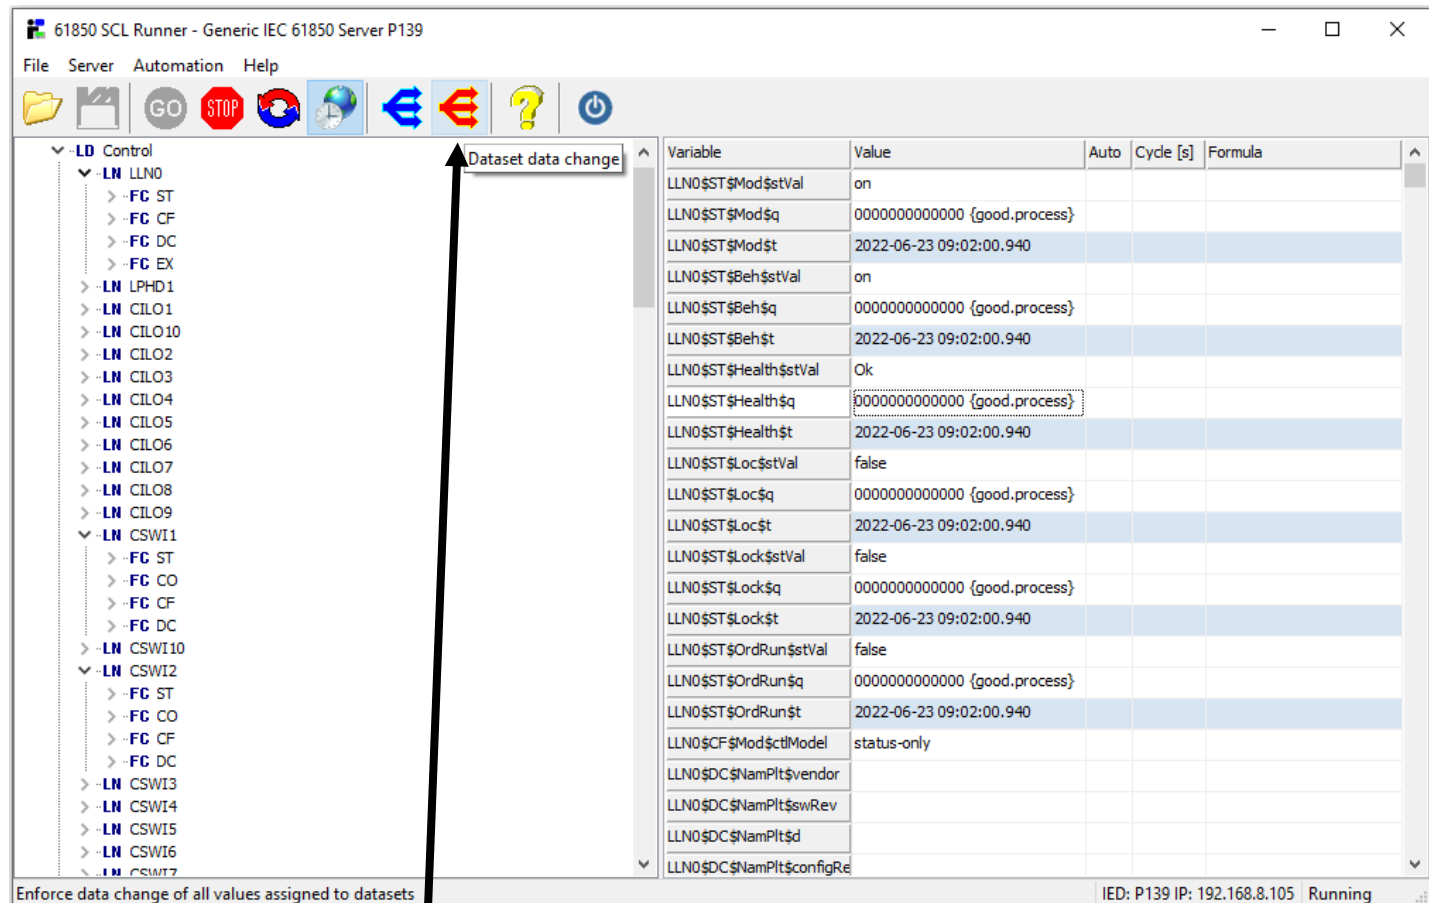 61850 SCL Runner - Generic IEC 61850 Server P139
File Server Automation Help
GO STOP
Dataset data change
LD Control
LN LLN0
FC ST
FC CF
FC DC
FC EX
LN LPHD1
LN CILO1
LN CILO10
LN CILO2
LN CILO3
LN CILO4
LN CILO5
LN CILO6
LN CILO7
LN CILO8
LN CILO9
LN CSWI1
FC ST
FC CO
FC CF
FC DC
LN CSWI10
LN CSWI2
FC ST
FC CO
FC CF
FC DC
LN CSWI3
LN CSWI4
LN CSWI5
LN CSWI6
LN CSWI7
Variable Value Auto Cycle [s] Formula
LLN0$ST$Mod$stVal on
LLN0$ST$Mod$q 0000000000000 {good.process}
LLN0$ST$Mod$t 2022-06-23 09:02:00.940
LLN0$ST$Beh$stVal on
LLN0$ST$Beh$q 0000000000000 {good.process}
LLN0$ST$Beh$t 2022-06-23 09:02:00.940
LLN0$ST$Health$stVal Ok
LLN0$ST$Health$q 0000000000000 {good.process}
LLN0$ST$Health$t 2022-06-23 09:02:00.940
LLN0$ST$Loc$stVal false
LLN0$ST$Loc$q 0000000000000 {good.process}
LLN0$ST$Loc$t 2022-06-23 09:02:00.940
LLN0$ST$Lock$stVal false
LLN0$ST$Lock$q 0000000000000 {good.process}
LLN0$ST$Lock$t 2022-06-23 09:02:00.940
LLN0$ST$OrdRun$stVal false
LLN0$ST$OrdRun$q 0000000000000 {good.process}
LLN0$ST$OrdRun$t 2022-06-23 09:02:00.940
LLN0$CF$Mod$ctlModel status-only
LLN0$DC$NamPlt$vendor
LLN0$DC$NamPlt$swRev
LLN0$DC$NamPlt$d
LLN0$DC$NamPlt$configRe
Enforce data change of all values assigned to datasets
IED: P139 IP: 192.168.8.105 Running